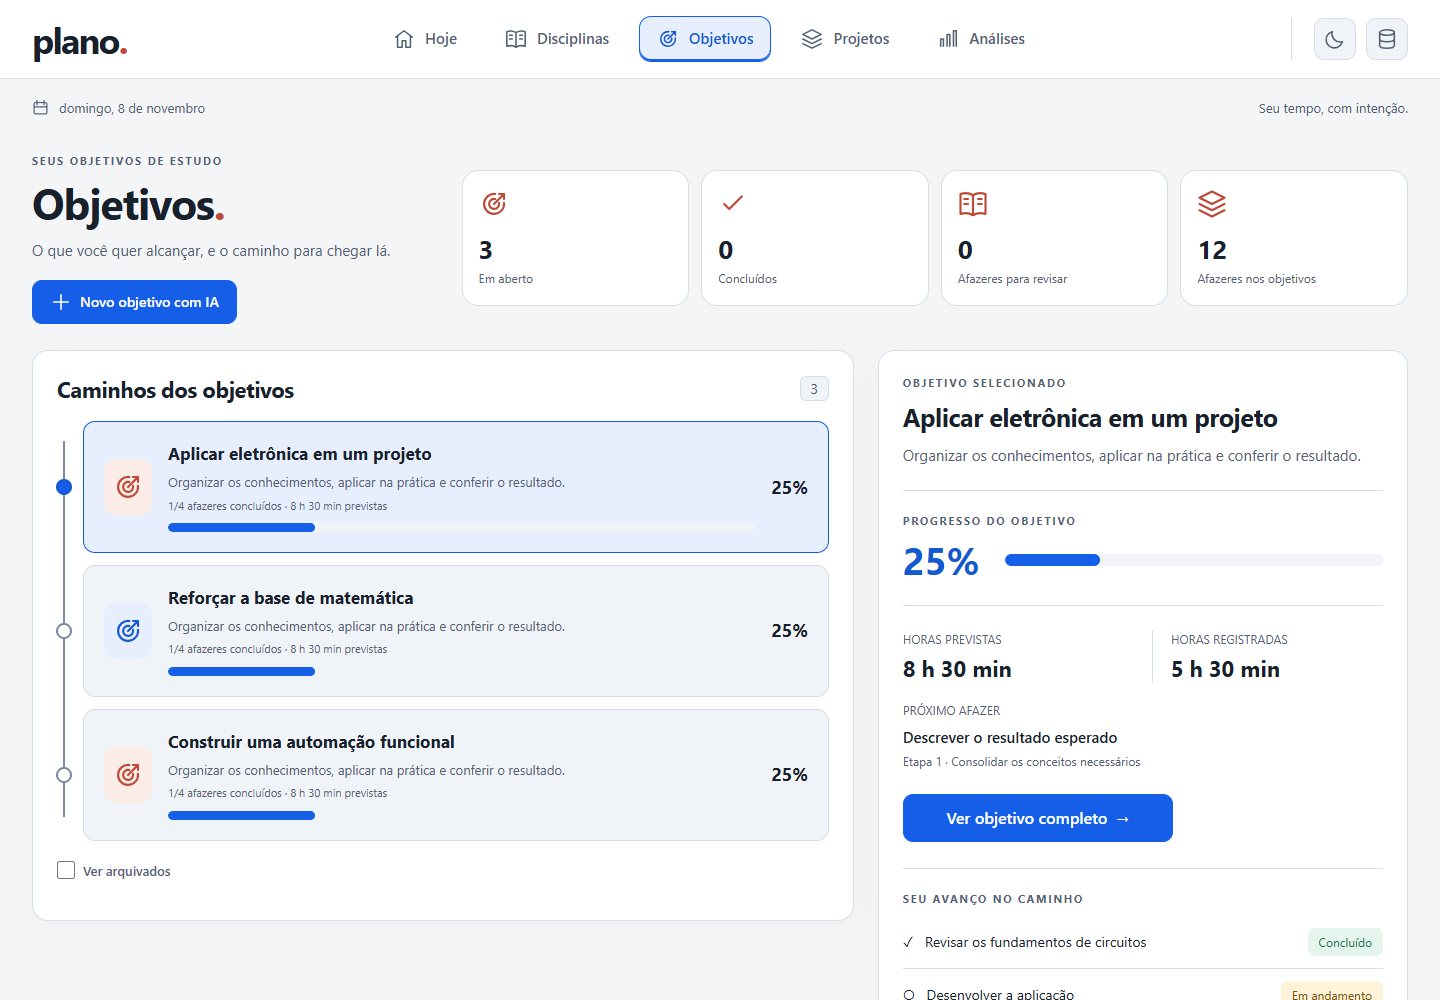 plano.
Hoje
Disciplinas
Objetivos
Projetos
Análises
domingo, 8 de novembro
Seu tempo, com intenção.
SEUS OBJETIVOS DE ESTUDO
Objetivos.
O que você quer alcançar, e o caminho para chegar lá.
Novo objetivo com IA
3
Em aberto
0
Concluídos
0
Afazeres para revisar
12
Afazeres nos objetivos
Caminhos dos objetivos
3
Aplicar eletrônica em um projeto
Organizar os conhecimentos, aplicar na prática e conferir o resultado.
1/4 afazeres concluídos · 8 h 30 min previstas
25%
Reforçar a base de matemática
Organizar os conhecimentos, aplicar na prática e conferir o resultado.
1/4 afazeres concluídos · 8 h 30 min previstas
25%
Construir uma automação funcional
Organizar os conhecimentos, aplicar na prática e conferir o resultado.
1/4 afazeres concluídos · 8 h 30 min previstas
25%
Ver arquivados
OBJETIVO SELECIONADO
Aplicar eletrônica em um projeto
Organizar os conhecimentos, aplicar na prática e conferir o resultado.
PROGRESSO DO OBJETIVO
25%
HORAS PREVISTAS
8 h 30 min
HORAS REGISTRADAS
5 h 30 min
PRÓXIMO AFAZER
Descrever o resultado esperado
Etapa 1 · Consolidar os conceitos necessários
Ver objetivo completo →
SEU AVANÇO NO CAMINHO
✓ Revisar os fundamentos de circuitos
Concluído
○ Desenvolver a aplicação
Em andamento